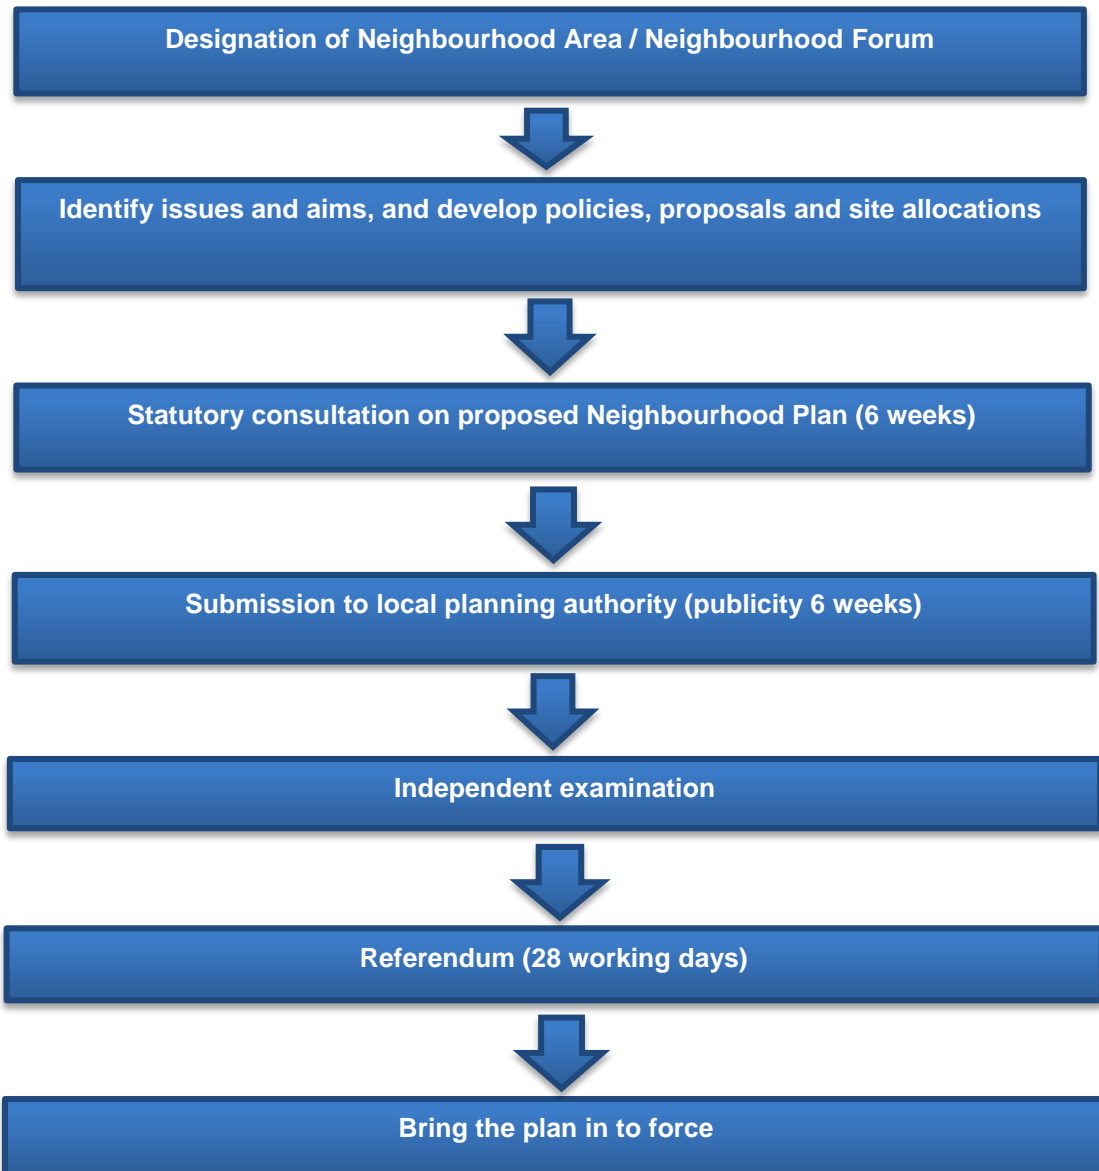 Designation of Neighbourhood Area / Neighbourhood Forum
Identify issues and aims, and develop policies, proposals and site allocations
Statutory consultation on proposed Neighbourhood Plan (6 weeks)
Submission to local planning authority (publicity 6 weeks)
Independent examination
Referendum (28 working days)
Bring the plan in to force